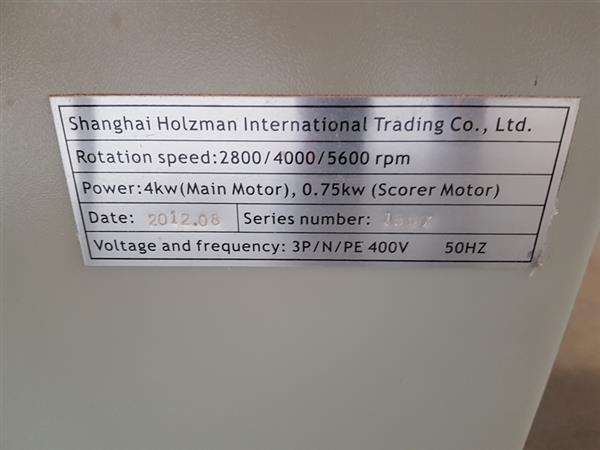 Shanghai Holzman International Trading Co., Ltd.
Rotation speed:2800/4000/5600 rpm
Power:4kw(Main Motor), 0.75kw (Scorer Motor)
Date: 2012.08 Series number:
Voltage and frequency: 3P/N/PE 400V 50HZ